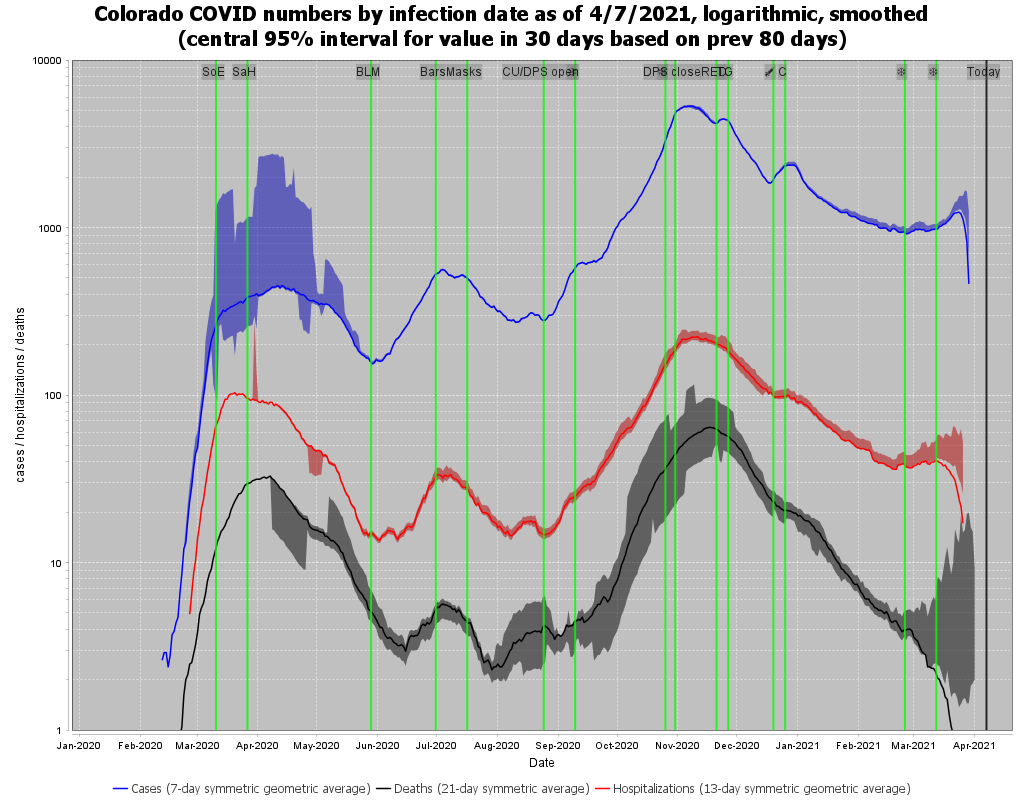 Colorado COVID numbers by infection date as of 4/7/2021, logarithmic, smoothed
(central 95% interval for value in 30 days based on prev 80 days)
SoE SaH BLM Bars Masks CU/DPS open DPS close RED TG C ❄ ❄ Today
10000
1000
100
10
1
cases / hospitalizations / deaths
Jan-2020 Feb-2020 Mar-2020 Apr-2020 May-2020 Jun-2020 Jul-2020 Aug-2020 Sep-2020 Oct-2020 Nov-2020 Dec-2020 Jan-2021 Feb-2021 Mar-2021 Apr-2021
Date
Cases (7-day symmetric geometric average) Deaths (21-day symmetric average) Hospitalizations (13-day symmetric geometric average)